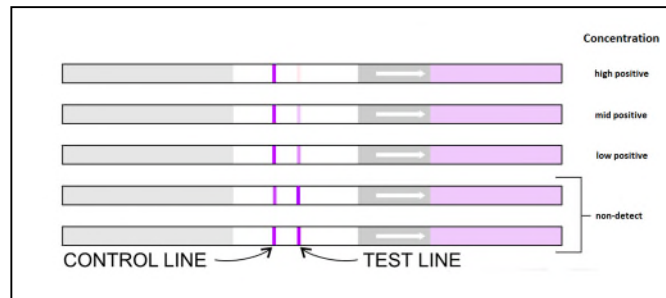 Concentration
high positive
mid positive
low positive
non-detect
CONTROL LINE
TEST LINE